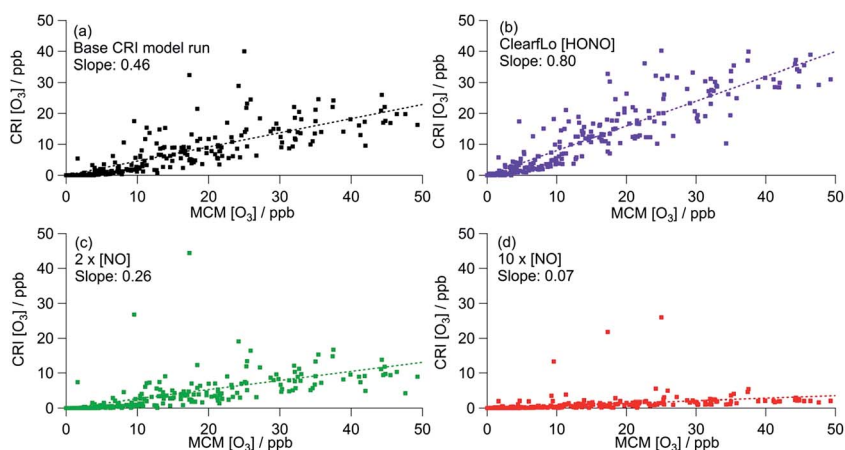 (a)
Base CRI model run
Slope: 0.46
50
40
30
20
10
0
CRI [O3] / ppb
0 10 20 30 40 50
MCM [O3] / ppb
(b)
ClearfLo [HONO]
Slope: 0.80
50
40
30
20
10
0
CRI [O3] / ppb
0 10 20 30 40 50
MCM [O3] / ppb
(c)
2 x [NO]
Slope: 0.26
50
40
30
20
10
0
CRI [O3] / ppb
0 10 20 30 40 50
MCM [O3] / ppb
(d)
10 x [NO]
Slope: 0.07
50
40
30
20
10
0
CRI [O3] / ppb
0 10 20 30 40 50
MCM [O3] / ppb